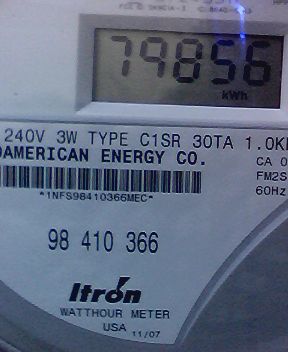 79856
kWh
240V 3W TYPE C1SR 30TA 1.0K
AMERICAN ENERGY CO.
CA 0
FM2S
60Hz
*1NFS98410366MEC*
98 410 366
Itron
WATTHOUR METER
USA 11/07